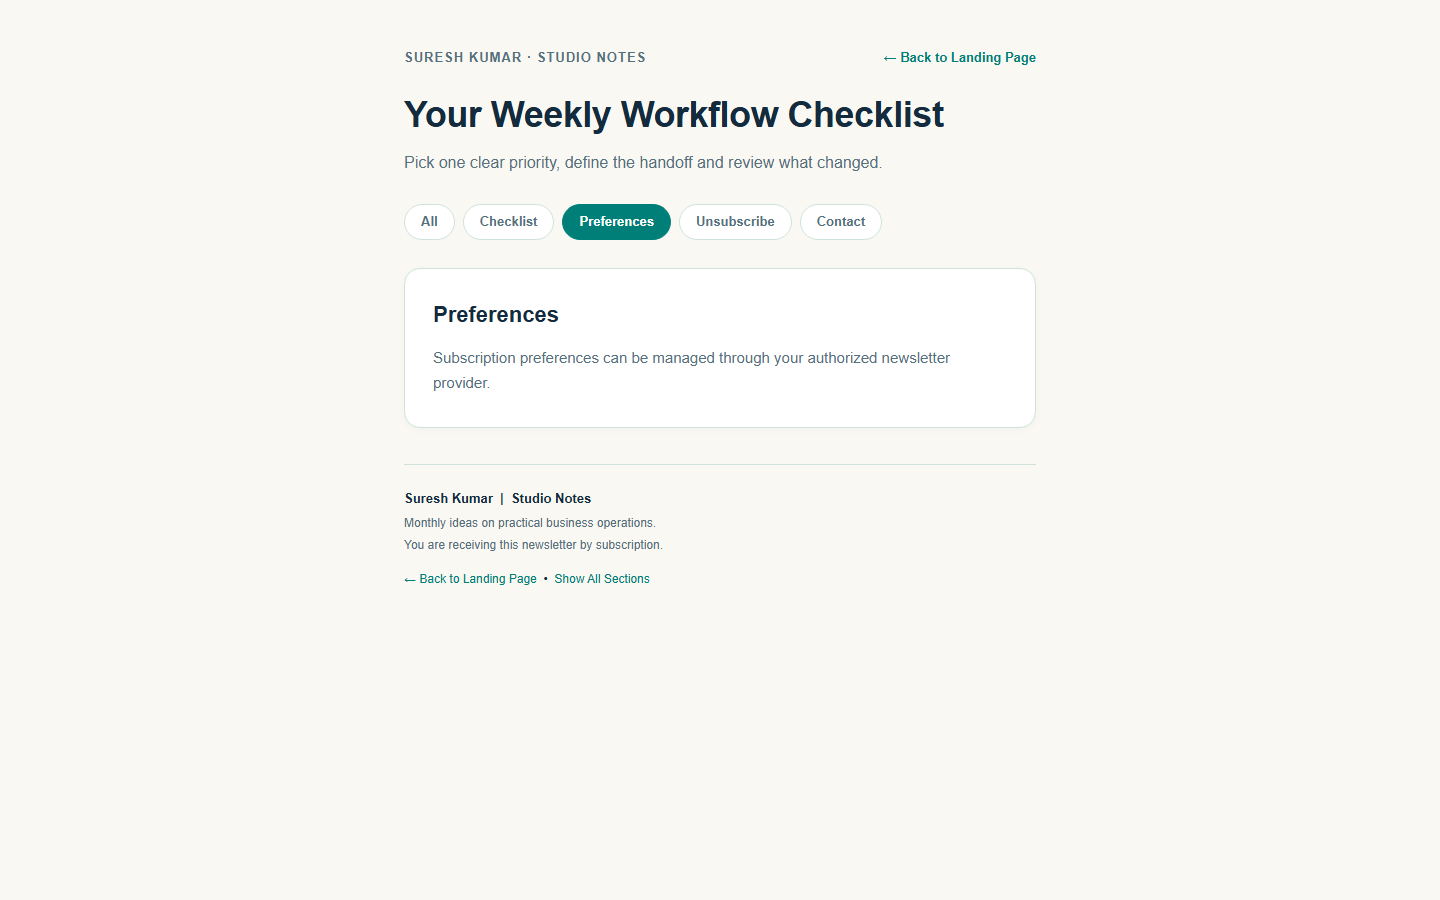 SURESH KUMAR · STUDIO NOTES
← Back to Landing Page
Your Weekly Workflow Checklist
Pick one clear priority, define the handoff and review what changed.
All
Checklist
Preferences
Unsubscribe
Contact
Preferences
Subscription preferences can be managed through your authorized newsletter
provider.
Suresh Kumar | Studio Notes
Monthly ideas on practical business operations.
You are receiving this newsletter by subscription.
← Back to Landing Page • Show All Sections